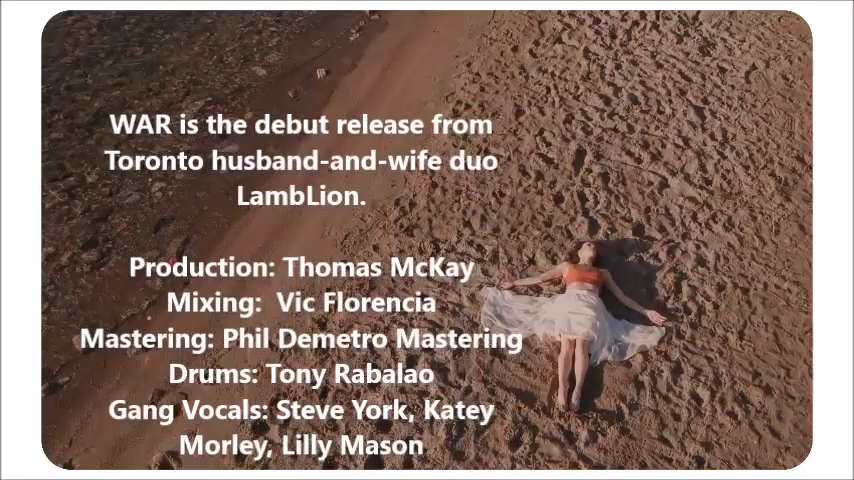 WAR is the debut release from
Toronto husband-and-wife duo
LambLion.
Production: Thomas McKay
Mixing:  Vic Florencia
Mastering: Phil Demetro Mastering
Drums: Tony Rabalao
Gang Vocals: Steve York, Katey
Morley, Lilly Mason